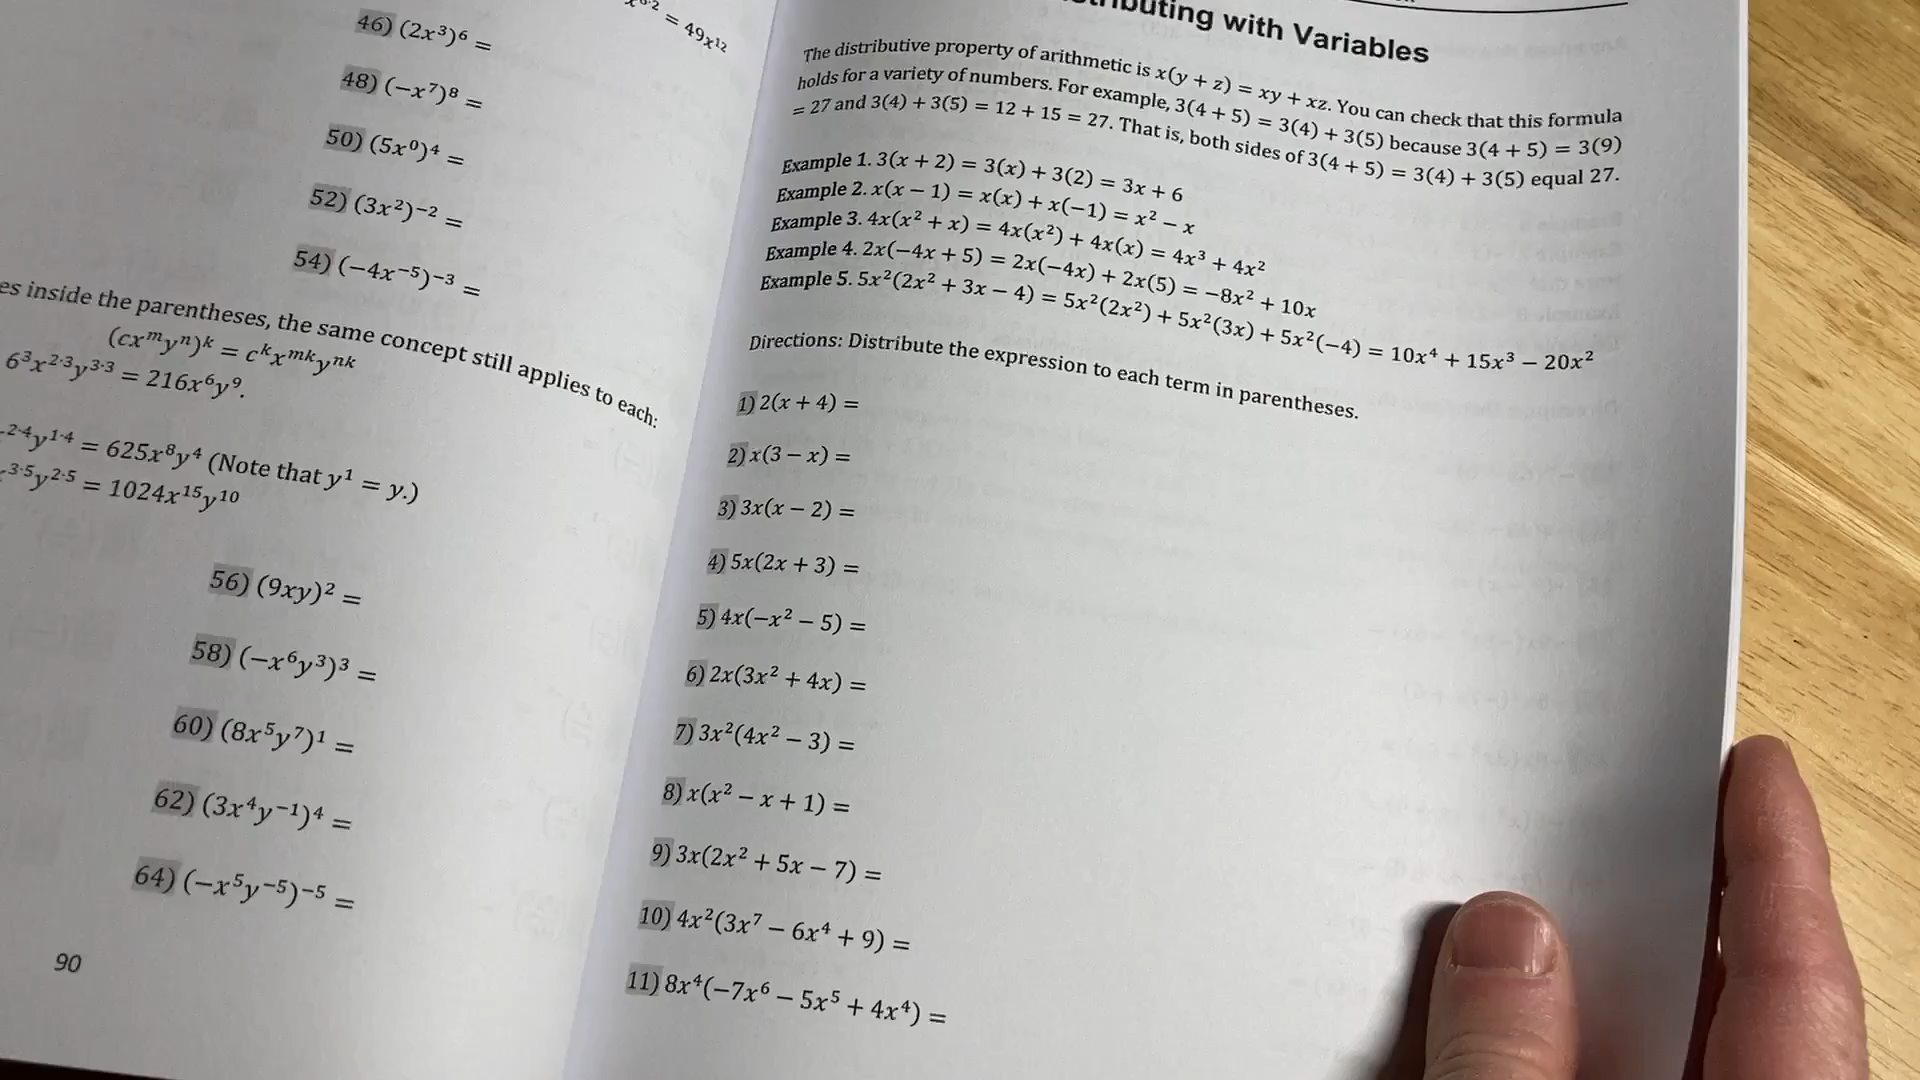 46) (2x³)⁶ =
48) (−x⁷)⁸ =
50) (5x⁰)⁴ =
52) (3x²)⁻² =
54) (−4x⁻⁵)⁻³ =
= 49x¹²
es inside the parentheses, the same concept still applies to each:
(cxᵐyⁿ)ᵏ = cᵏxᵐᵏyⁿᵏ
6³x²·³y³·³ = 216x⁶y⁹.
²·⁴y¹·⁴ = 625x⁸y⁴ (Note that y¹ = y.)
³·⁵y²·⁵ = 1024x¹⁵y¹⁰
56) (9xy)² =
58) (−x⁶y³)³ =
60) (8x⁵y⁷)¹ =
62) (3x⁴y⁻¹)⁴ =
64) (−x⁵y⁻⁵)⁻⁵ =
90
with Variables
The distributive property of arithmetic is x(y + z) = xy + xz. You can check that this formula
holds for a variety of numbers. For example, 3(4 + 5) = 3(4) + 3(5) because 3(4 + 5) = 3(9)
= 27 and 3(4) + 3(5) = 12 + 15 = 27. That is, both sides of 3(4 + 5) = 3(4) + 3(5) equal 27.
Example 1. 3(x + 2) = 3(x) + 3(2) = 3x + 6
Example 2. x(x − 1) = x(x) + x(−1) = x² − x
Example 3. 4x(x² + x) = 4x(x²) + 4x(x) = 4x³ + 4x²
Example 4. 2x(−4x + 5) = 2x(−4x) + 2x(5) = −8x² + 10x
Example 5. 5x²(2x² + 3x − 4) = 5x²(2x²) + 5x²(3x) + 5x²(−4) = 10x⁴ + 15x³ − 20x²
Directions: Distribute the expression to each term in parentheses.
1) 2(x + 4) =
2) x(3 − x) =
3) 3x(x − 2) =
4) 5x(2x + 3) =
5) 4x(−x² − 5) =
6) 2x(3x² + 4x) =
7) 3x²(4x² − 3) =
8) x(x² − x + 1) =
9) 3x(2x² + 5x − 7) =
10) 4x²(3x⁷ − 6x⁴ + 9) =
11) 8x⁴(−7x⁶ − 5x⁵ + 4x⁴) =